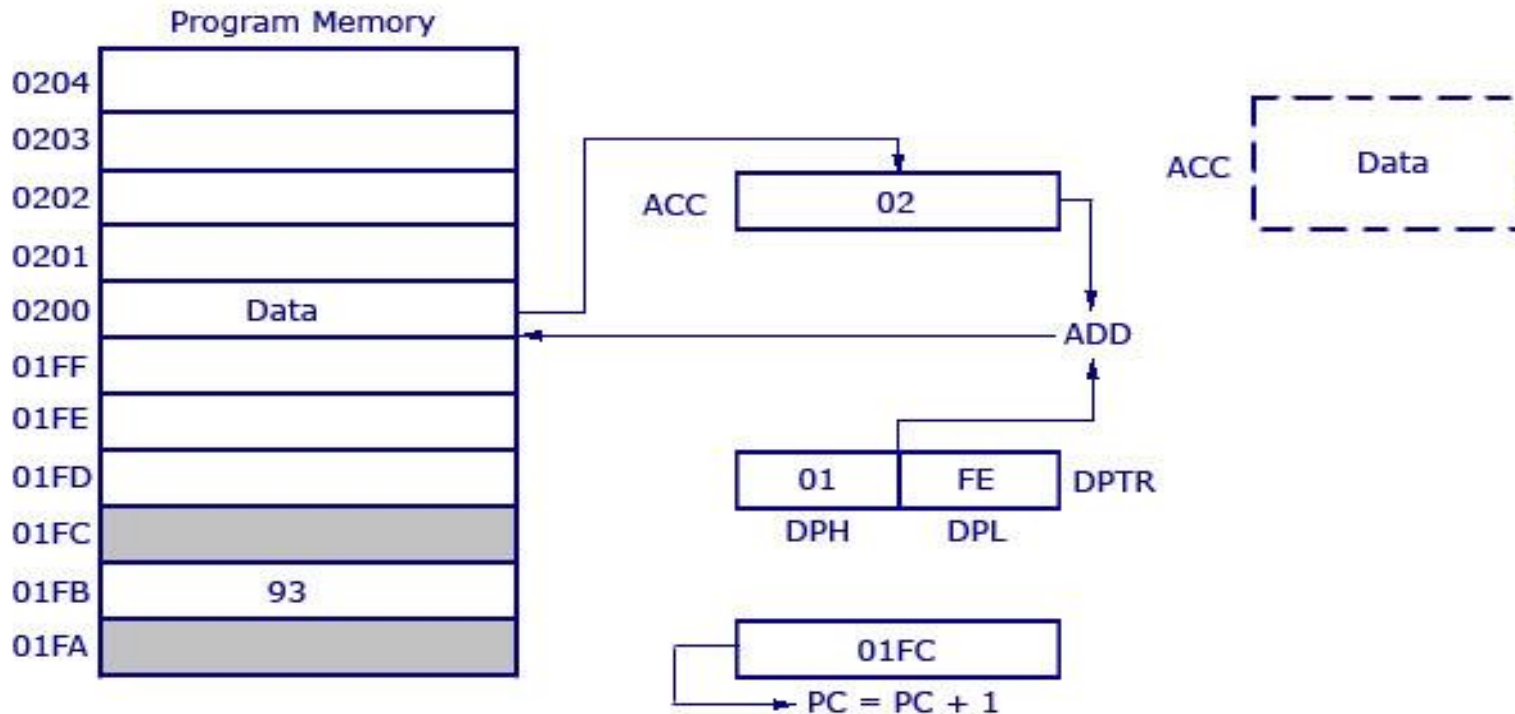 Program Memory
0204
0203
0202
0201
0200 Data
01FF
01FE
01FD
01FC
01FB 93
01FA
ACC 02
ACC Data
ADD
01 FE DPTR
DPH DPL
01FC
PC = PC + 1